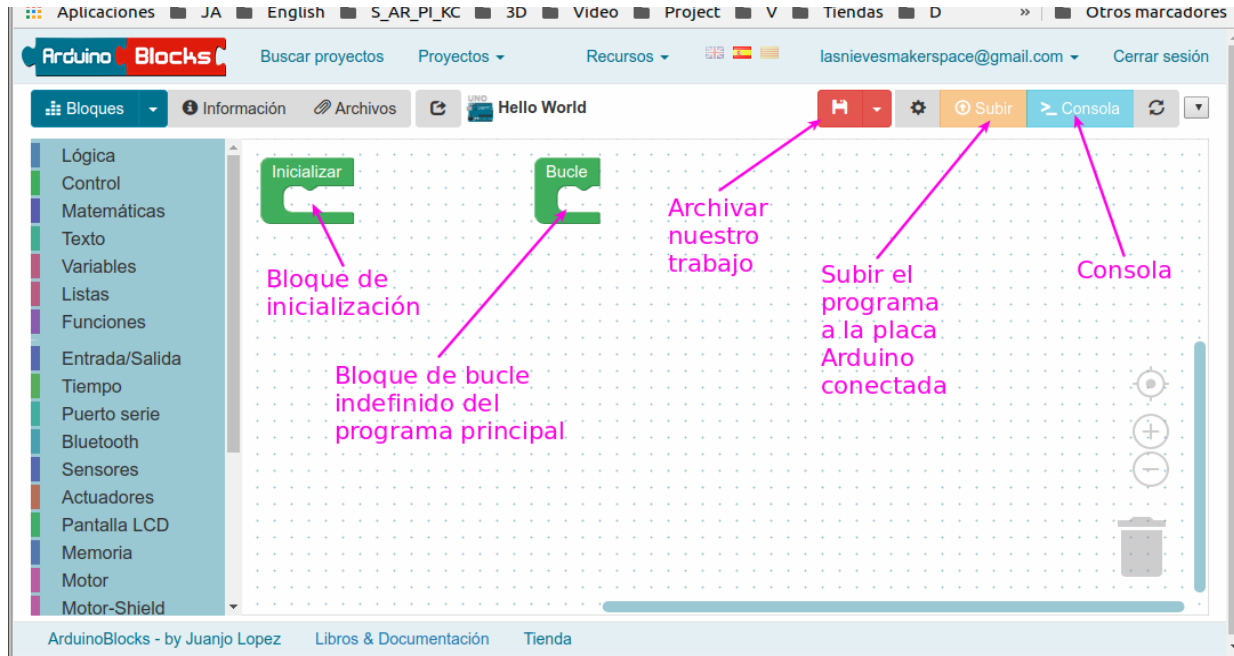 Aplicaciones JA English S_AR_PI_KC 3D Video Project V Tiendas D » Otros marcadores
Arduino Blocks Buscar proyectos Proyectos Recursos lasnievesmakerspace@gmail.com Cerrar sesión
Bloques Información Archivos UNO Hello World Subir >_ Consola
Lógica
Control
Matemáticas
Texto
Variables
Listas
Funciones
Entrada/Salida
Tiempo
Puerto serie
Bluetooth
Sensores
Actuadores
Pantalla LCD
Memoria
Motor
Motor-Shield
Inicializar
Bucle
Bloque de
inicialización
Bloque de bucle
indefinido del
programa principal
Archivar
nuestro
trabajo
Subir el
programa
a la placa
Arduino
conectada
Consola
ArduinoBlocks - by Juanjo Lopez Libros & Documentación Tienda